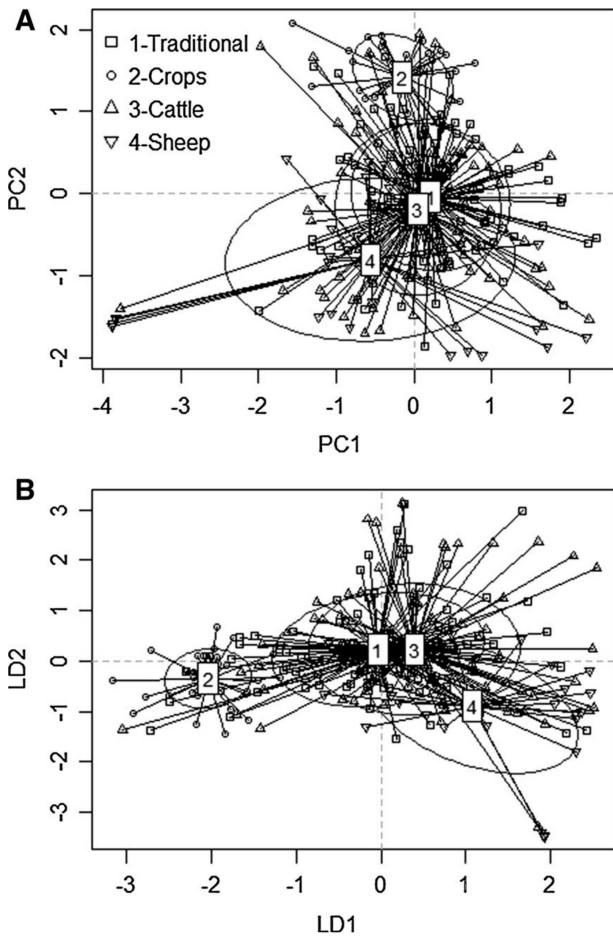 A
1-Traditional
2-Crops
3-Cattle
4-Sheep
2
1
0
-1
-2
PC2
2
1
3
4
-4 -3 -2 -1 0 1 2
PC1
B
3
2
1
0
-1
-2
-3
LD2
1 3
2
4
-3 -2 -1 0 1 2
LD1